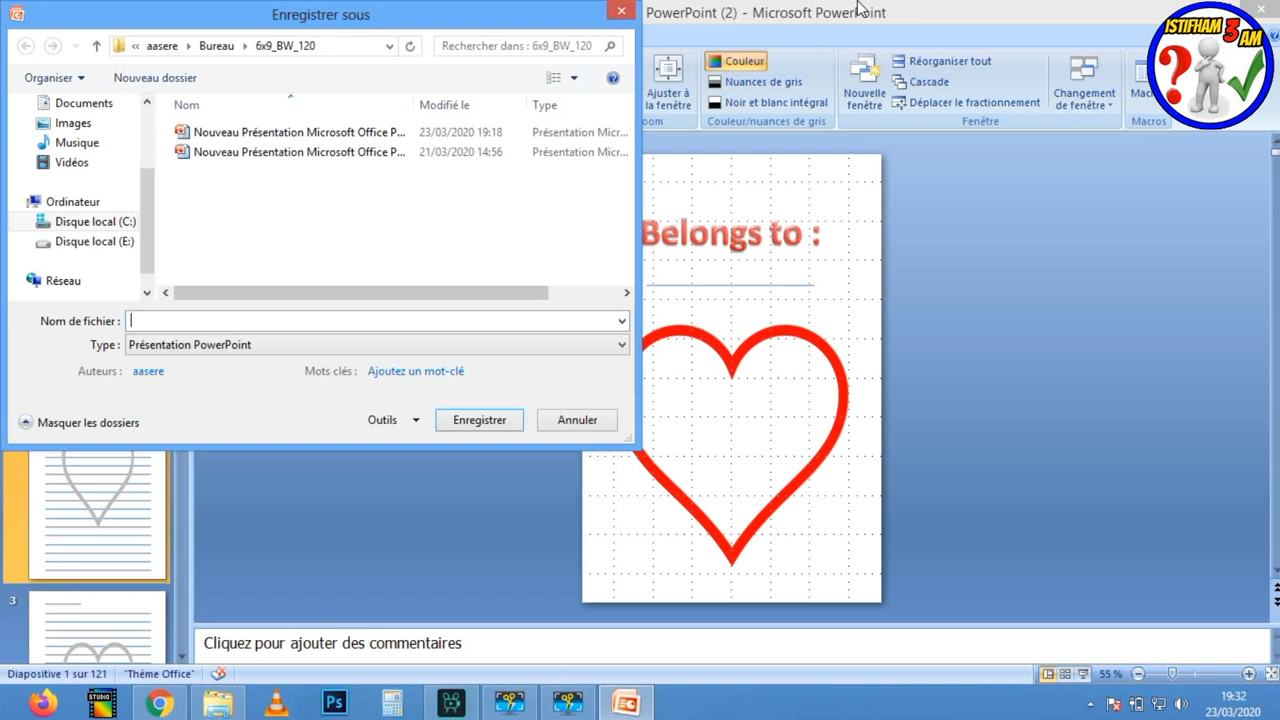 Enregistrer sous
PowerPoint (2) - Microsoft PowerPoint
ISTIFHAM 3 AM
aasere Bureau 6x9_BW_120
Rechercher dans : 6x9_BW_120
Organiser
Nouveau dossier
Nom
Modifié le
Type
Documents
Images
Musique
Vidéos
Ordinateur
Disque local (C:)
Disque local (E:)
Réseau
Nouveau Présentation Microsoft Office P... 23/03/2020 19:18 Présentation Micr...
Nouveau Présentation Microsoft Office P... 21/03/2020 14:56 Présentation Micr...
Nom de fichier :
Type : Présentation PowerPoint
Auteurs : aasere
Mots clés : Ajoutez un mot-clé
Masquer les dossiers
Outils
Enregistrer
Annuler
Ajuster à
la fenêtre
Couleur
Nuances de gris
Noir et blanc intégral
Couleur/nuances de gris
Nouvelle
fenêtre
Réorganiser tout
Cascade
Déplacer le fractionnement
Fenêtre
Changement
de fenêtre
Macros
Belongs to :
3
Cliquez pour ajouter des commentaires
Diapositive 1 sur 121
"Thème Office"
55 %
STUDIO
Ps
19:32
23/03/2020